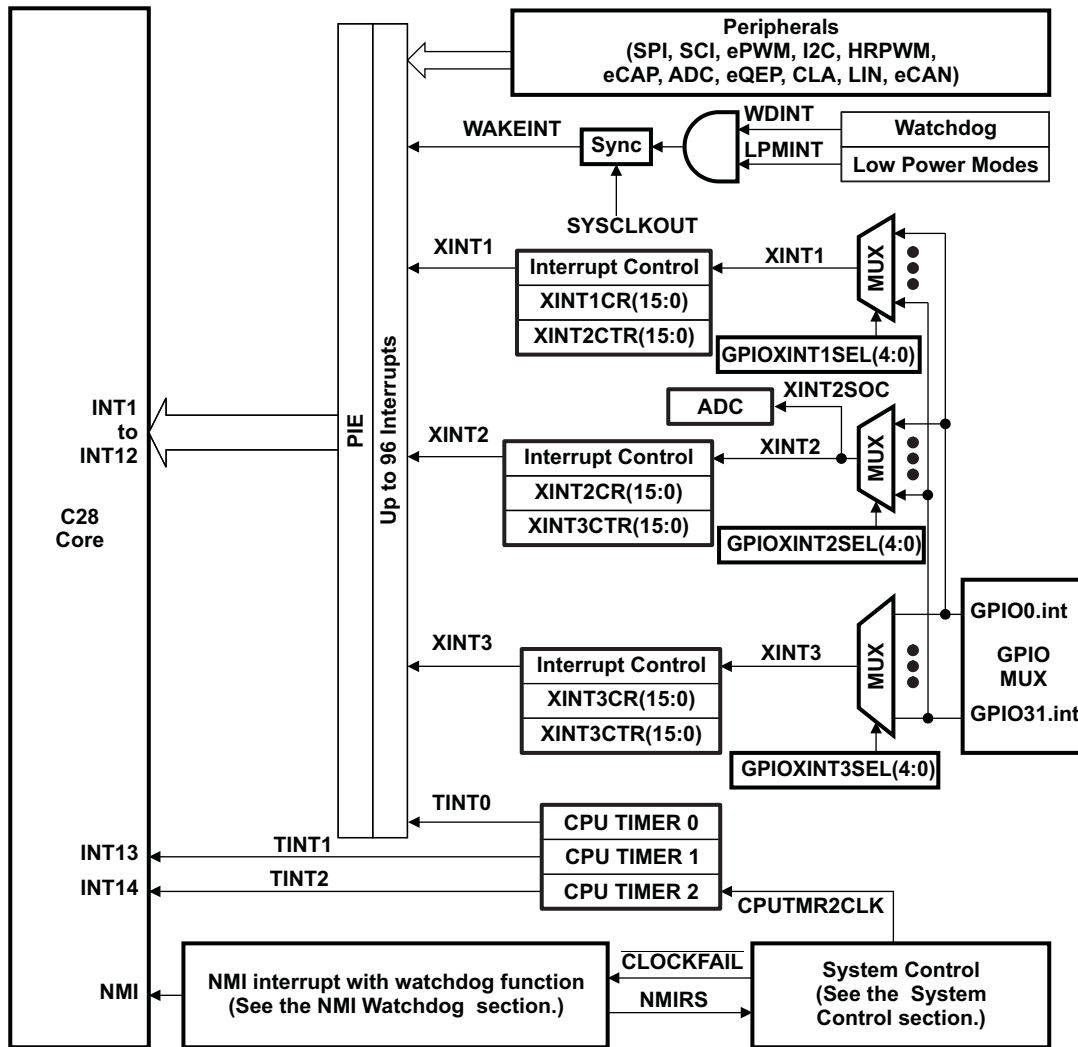 Peripherals
(SPI, SCI, ePWM, I2C, HRPWM,
eCAP, ADC, eQEP, CLA, LIN, eCAN)
WDINT
WAKEINT
Sync
Watchdog
LPMINT
Low Power Modes
SYSCLKOUT
XINT1
Interrupt Control
XINT1
MUX
XINT1CR(15:0)
XINT2CTR(15:0)
GPIOXINT1SEL(4:0)
XINT2SOC
ADC
INT1
to
INT12
PIE
Up to 96 Interrupts
XINT2
Interrupt Control
XINT2
MUX
XINT2CR(15:0)
XINT3CTR(15:0)
C28
Core
GPIOXINT2SEL(4:0)
GPIO0.int
XINT3
Interrupt Control
XINT3
MUX
GPIO
MUX
XINT3CR(15:0)
XINT3CTR(15:0)
GPIO31.int
GPIOXINT3SEL(4:0)
TINT0
CPU TIMER 0
INT13
TINT1
CPU TIMER 1
INT14
TINT2
CPU TIMER 2
CPUTMR2CLK
NMI
NMI interrupt with watchdog function
(See the NMI Watchdog section.)
CLOCKFAIL
NMIRS
System Control
(See the System
Control section.)